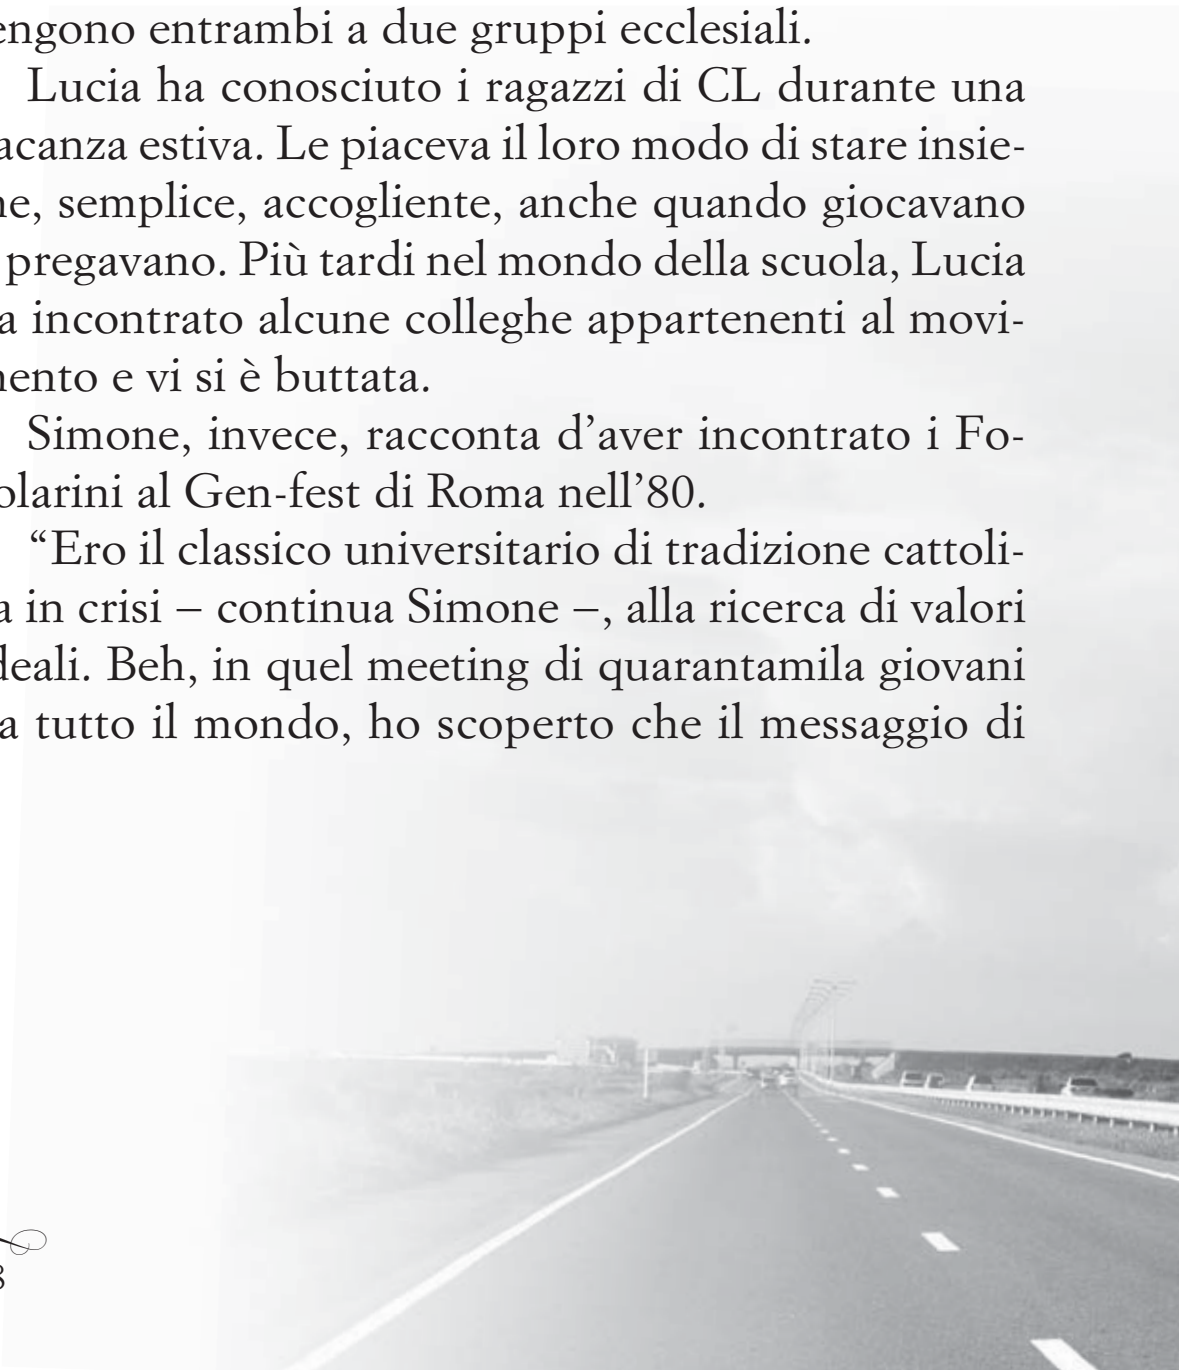 engono entrambi a due gruppi ecclesiali.
Lucia ha conosciuto i ragazzi di CL durante una
acanza estiva. Le piaceva il loro modo di stare insie-
ne, semplice, accogliente, anche quando giocavano
pregavano. Più tardi nel mondo della scuola, Lucia
a incontrato alcune colleghe appartenenti al movi-
nento e vi si è buttata.
Simone, invece, racconta d’aver incontrato i Fo-
olarini al Gen-fest di Roma nell’80.
“Ero il classico universitario di tradizione cattoli-
a in crisi – continua Simone –, alla ricerca di valori
deali. Beh, in quel meeting di quarantamila giovani
a tutto il mondo, ho scoperto che il messaggio di